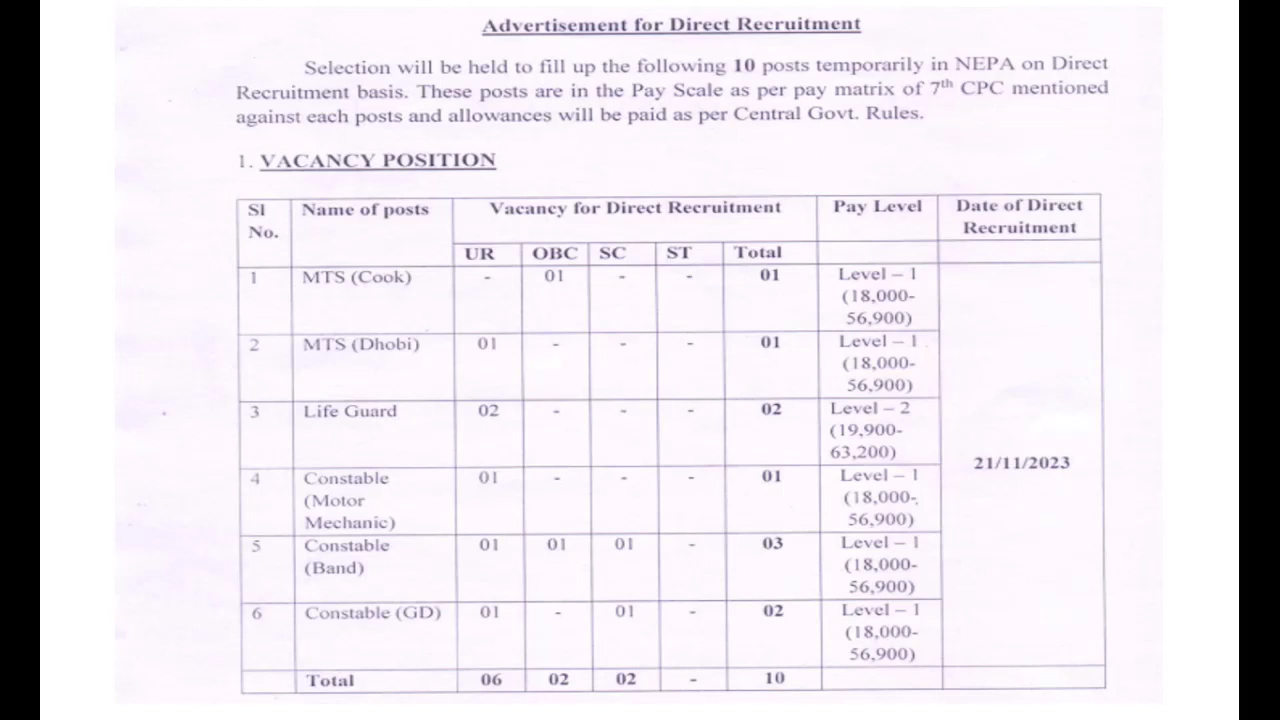 Advertisement for Direct Recruitment
Selection will be held to fill up the following 10 posts temporarily in NEPA on Direct
Recruitment basis. These posts are in the Pay Scale as per pay matrix of 7th CPC mentioned
against each posts and allowances will be paid as per Central Govt. Rules.
1. VACANCY POSITION
Sl No. Name of posts Vacancy for Direct Recruitment Pay Level Date of Direct Recruitment
UR OBC SC ST Total
1 MTS (Cook) - 01 - - 01 Level – 1
(18,000-
56,900)
2 MTS (Dhobi) 01 - - - 01 Level – 1
(18,000-
56,900)
3 Life Guard 02 - - - 02 Level – 2
(19,900-
63,200)
21/11/2023
4 Constable 01 - - - 01 Level – 1
(Motor (18,000-
Mechanic) 56,900)
5 Constable 01 01 01 - 03 Level – 1
(Band) (18,000-
56,900)
6 Constable (GD) 01 - 01 - 02 Level – 1
(18,000-
56,900)
Total 06 02 02 - 10